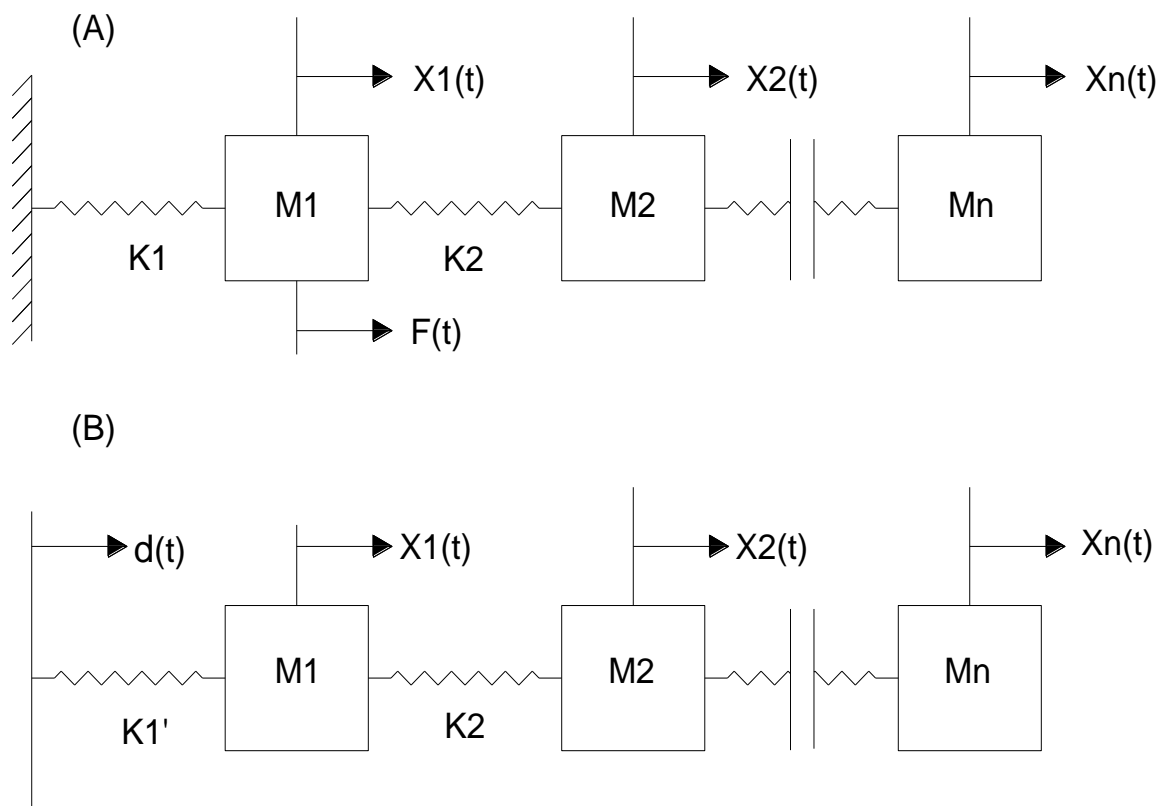 (A)
X1(t) X2(t) Xn(t)
M1 M2 Mn
K1 K2
F(t)
(B)
d(t) X1(t) X2(t) Xn(t)
M1 M2 Mn
K1' K2